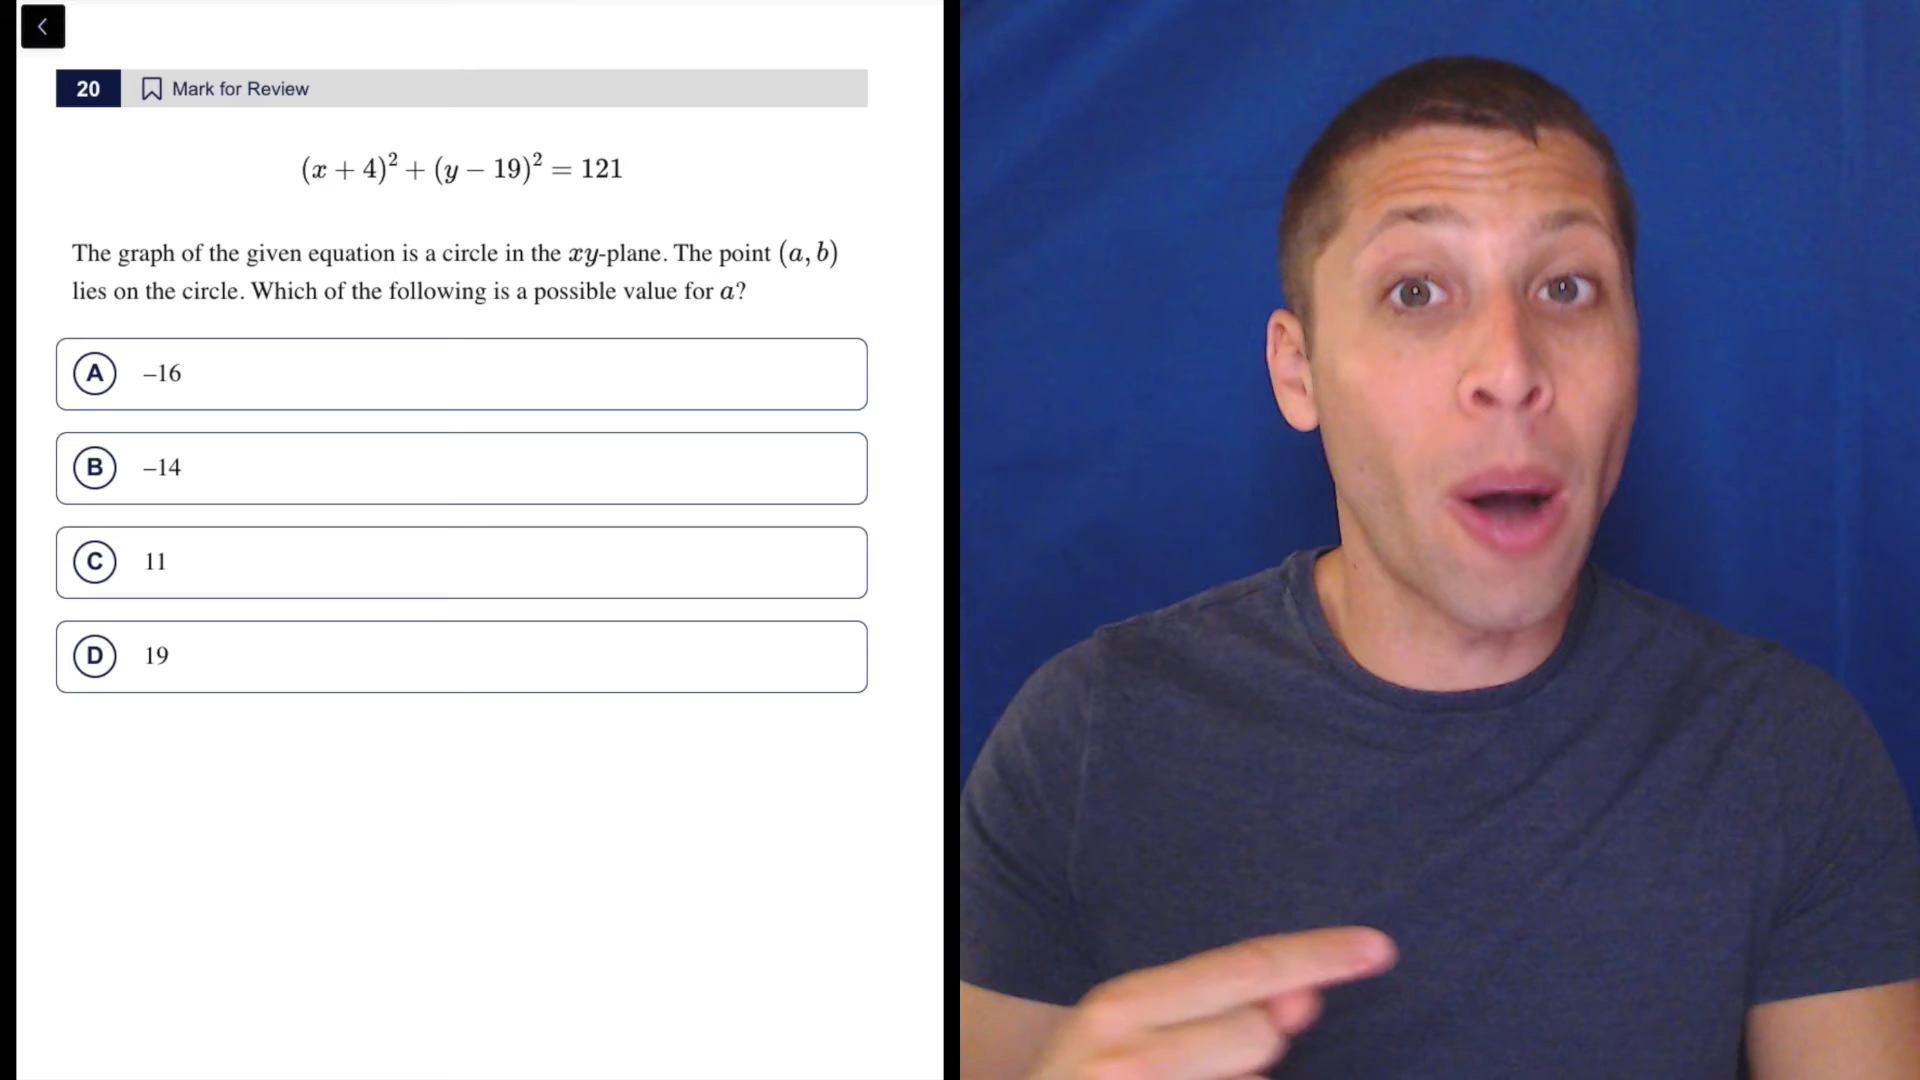 20 Mark for Review
(x + 4)² + (y – 19)² = 121
The graph of the given equation is a circle in the xy-plane. The point (a, b)
lies on the circle. Which of the following is a possible value for a?
A –16
B –14
C 11
D 19